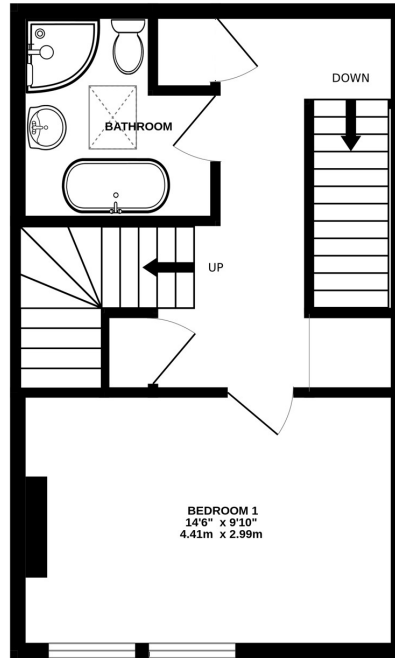 DOWN
BATHROOM
UP
BEDROOM 1
14'6" x 9'10"
4.41m x 2.99m